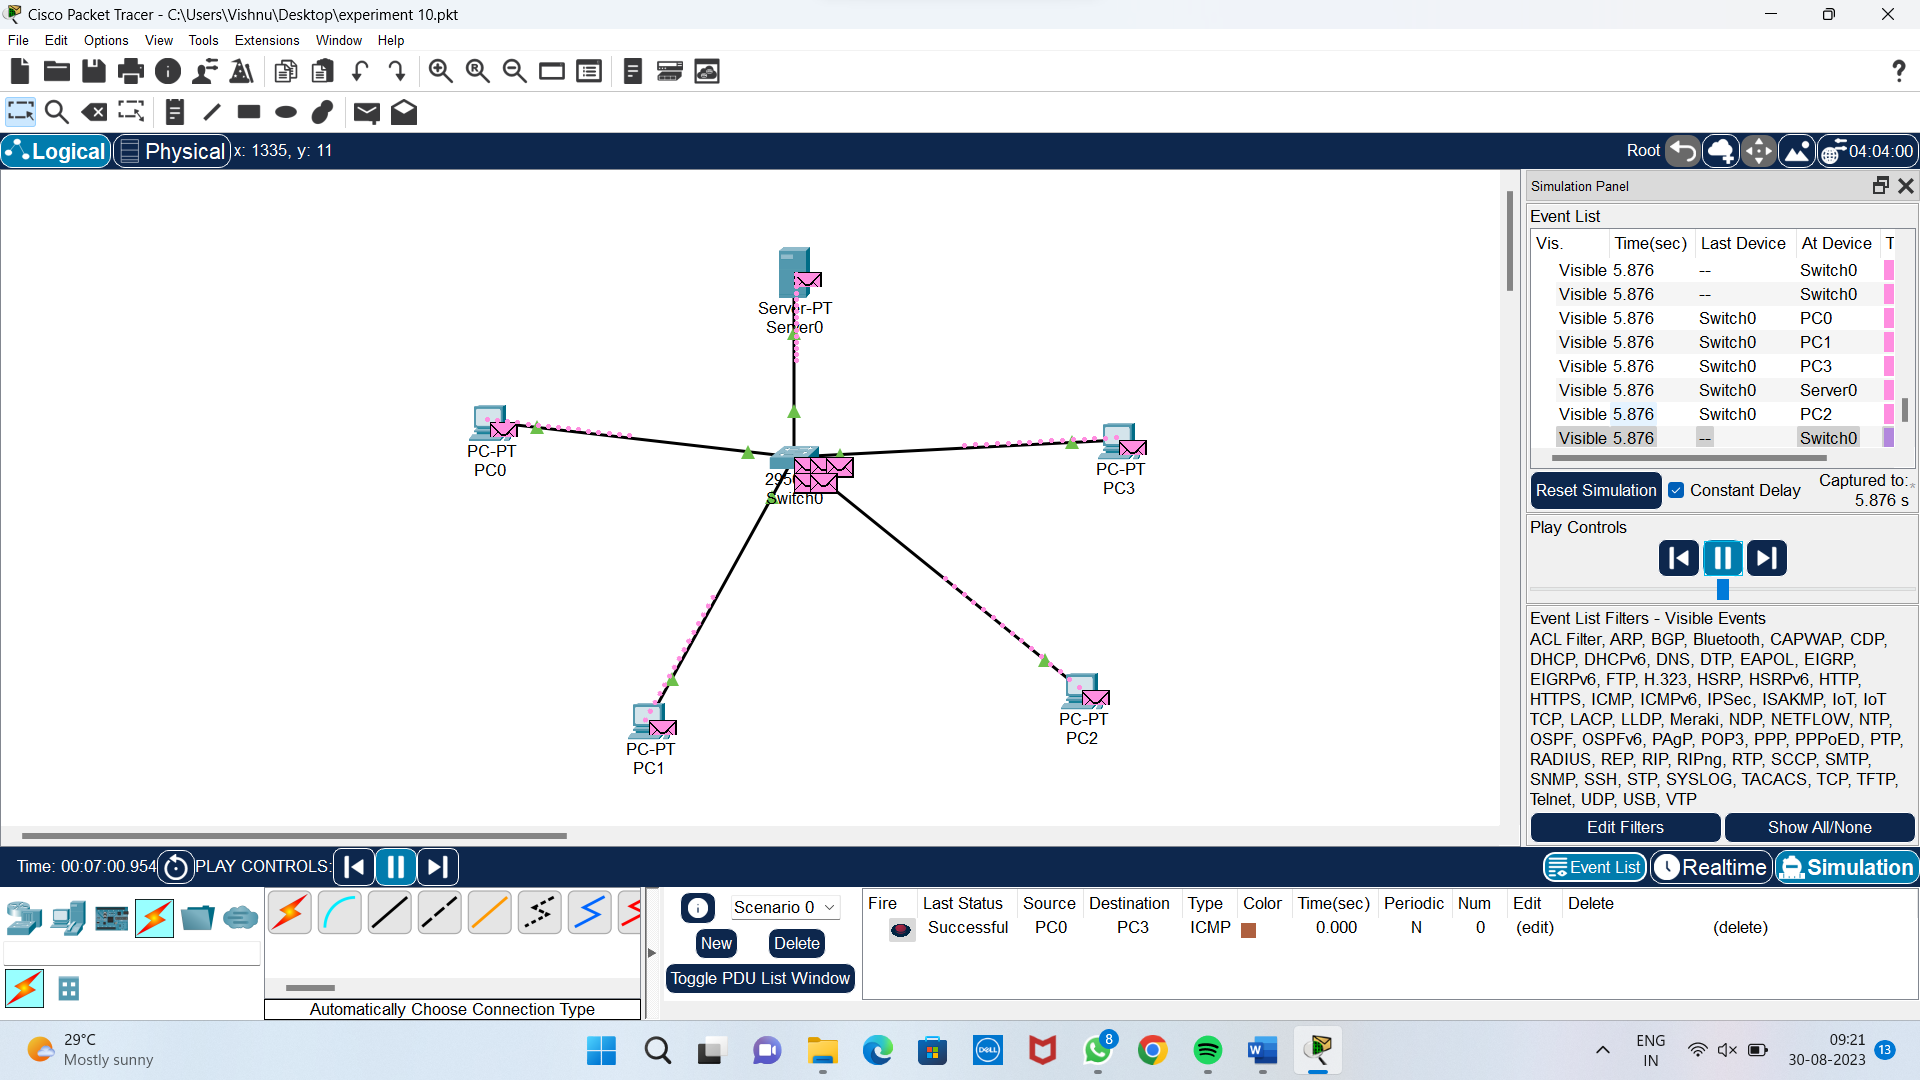 Cisco Packet Tracer - C:\Users\Vishnu\Desktop\experiment 10.pkt
File Edit Options View Tools Extensions Window Help
Logical Physical x: 1335, y: 11 Root 04:04:00
Server-PT
Server0
PC-PT
PC0
PC-PT
PC3
Switch0
PC-PT
PC2
PC-PT
PC1
Simulation Panel
Event List
Vis. Time(sec) Last Device At Device
Visible 5.876 -- Switch0
Visible 5.876 -- Switch0
Visible 5.876 Switch0 PC0
Visible 5.876 Switch0 PC1
Visible 5.876 Switch0 PC3
Visible 5.876 Switch0 Server0
Visible 5.876 Switch0 PC2
Visible 5.876 -- Switch0
Reset Simulation Constant Delay Captured to:
5.876 s
Play Controls
Event List Filters - Visible Events
ACL Filter, ARP, BGP, Bluetooth, CAPWAP, CDP,
DHCP, DHCPv6, DNS, DTP, EAPOL, EIGRP,
EIGRPv6, FTP, H.323, HSRP, HSRPv6, HTTP,
HTTPS, ICMP, ICMPv6, IPSec, ISAKMP, IoT, IoT
TCP, LACP, LLDP, Meraki, NDP, NETFLOW, NTP,
OSPF, OSPFv6, PAgP, POP3, PPP, PPPoED, PTP,
RADIUS, REP, RIP, RIPng, RTP, SCCP, SMTP,
SNMP, SSH, STP, SYSLOG, TACACS, TCP, TFTP,
Telnet, UDP, USB, VTP
Edit Filters Show All/None
Time: 00:07:00.954 PLAY CONTROLS: Event List Realtime Simulation
Scenario 0
New Delete
Toggle PDU List Window
Fire Last Status Source Destination Type Color Time(sec) Periodic Num Edit Delete
Successful PC0 PC3 ICMP 0.000 N 0 (edit) (delete)
Automatically Choose Connection Type
29°C
Mostly sunny
DELL
8
W
ENG
IN
09:21
30-08-2023
13